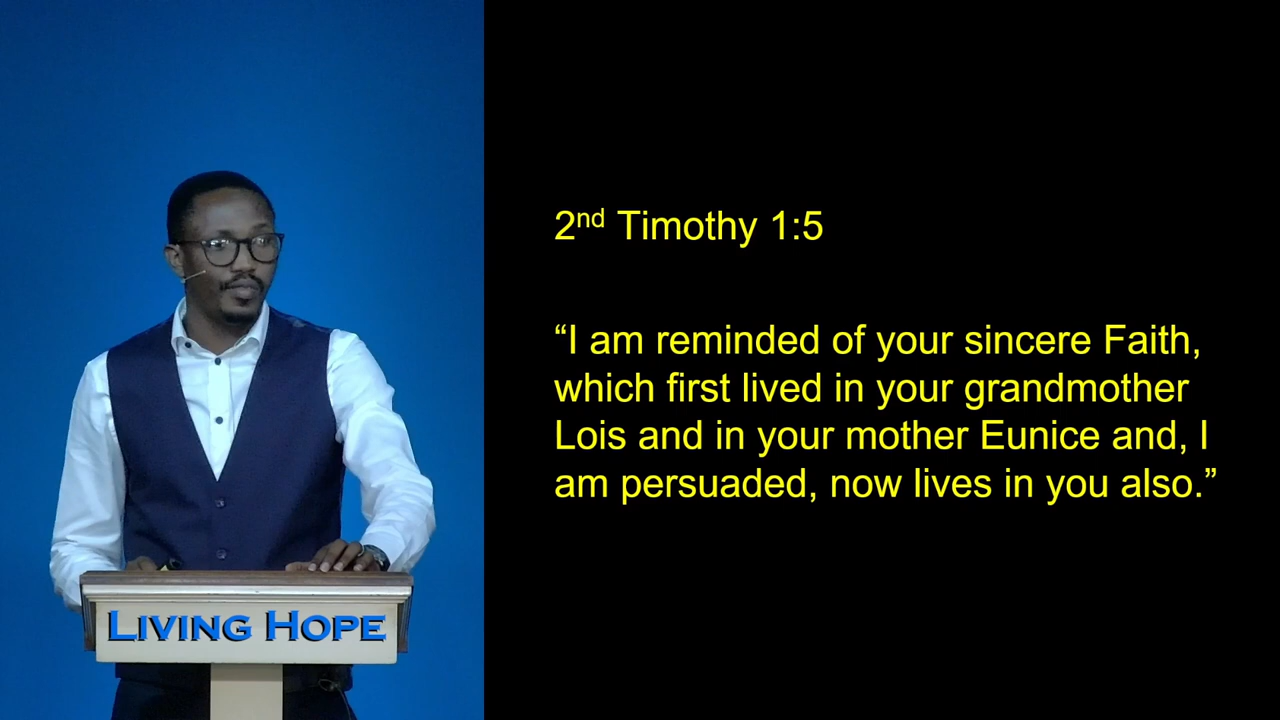 2nd Timothy 1:5
“I am reminded of your sincere Faith,
which first lived in your grandmother
Lois and in your mother Eunice and, I
am persuaded, now lives in you also.”
LIVING HOPE